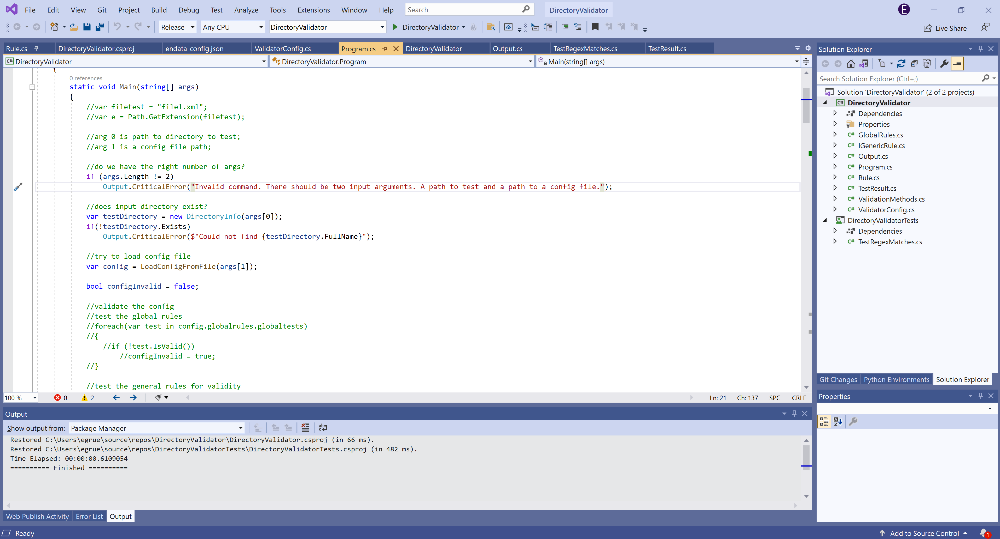 File Edit View Git Project Build Debug Test Analyze Tools Extensions Window Help Search DirectoryValidator E
Release Any CPU DirectoryValidator DirectoryValidator Live Share
Rule.cs DirectoryValidator.csproj endata_config.json ValidatorConfig.cs Program.cs DirectoryValidator Output.cs TestRegexMatches.cs TestResult.cs
C# DirectoryValidator DirectoryValidator.Program Main(string[] args)
{
0 references
static void Main(string[] args)
{
//var filetest = "file1.xml";
//var e = Path.GetExtension(filetest);
//arg 0 is path to directory to test;
//arg 1 is a config file path;
//do we have the right number of args?
if (args.Length != 2)
Output.CriticalError("Invalid command. There should be two input arguments. A path to test and a path to a config file.");
//does input directory exist?
var testDirectory = new DirectoryInfo(args[0]);
if(!testDirectory.Exists)
Output.CriticalError($"Could not find {testDirectory.FullName}");
//try to load config file
var config = LoadConfigFromFile(args[1]);
bool configInvalid = false;
//validate the config
//test the global rules
//foreach(var test in config.globalrules.globaltests)
//{
//if (!test.IsValid())
//configInvalid = true;
//}
//test the general rules for validity
100 % 0 2 Ln: 21 Ch: 137 SPC CRLF
Output
Show output from: Package Manager
Restored C:\Users\egrue\source\repos\DirectoryValidator\DirectoryValidator.csproj (in 66 ms).
Restored C:\Users\egrue\source\repos\DirectoryValidatorTests\DirectoryValidatorTests.csproj (in 482 ms).
Time Elapsed: 00:00:00.6109054
========== Finished ==========
Web Publish Activity Error List Output
Solution Explorer
Search Solution Explorer (Ctrl+;)
Solution 'DirectoryValidator' (2 of 2 projects)
C# DirectoryValidator
Dependencies
Properties
C# GlobalRules.cs
C# IGenericRule.cs
C# Output.cs
C# Program.cs
C# Rule.cs
C# TestResult.cs
C# ValidationMethods.cs
C# ValidatorConfig.cs
DirectoryValidatorTests
Dependencies
C# TestRegexMatches.cs
Git Changes Python Environments Solution Explorer
Properties
Ready Add to Source Control 1